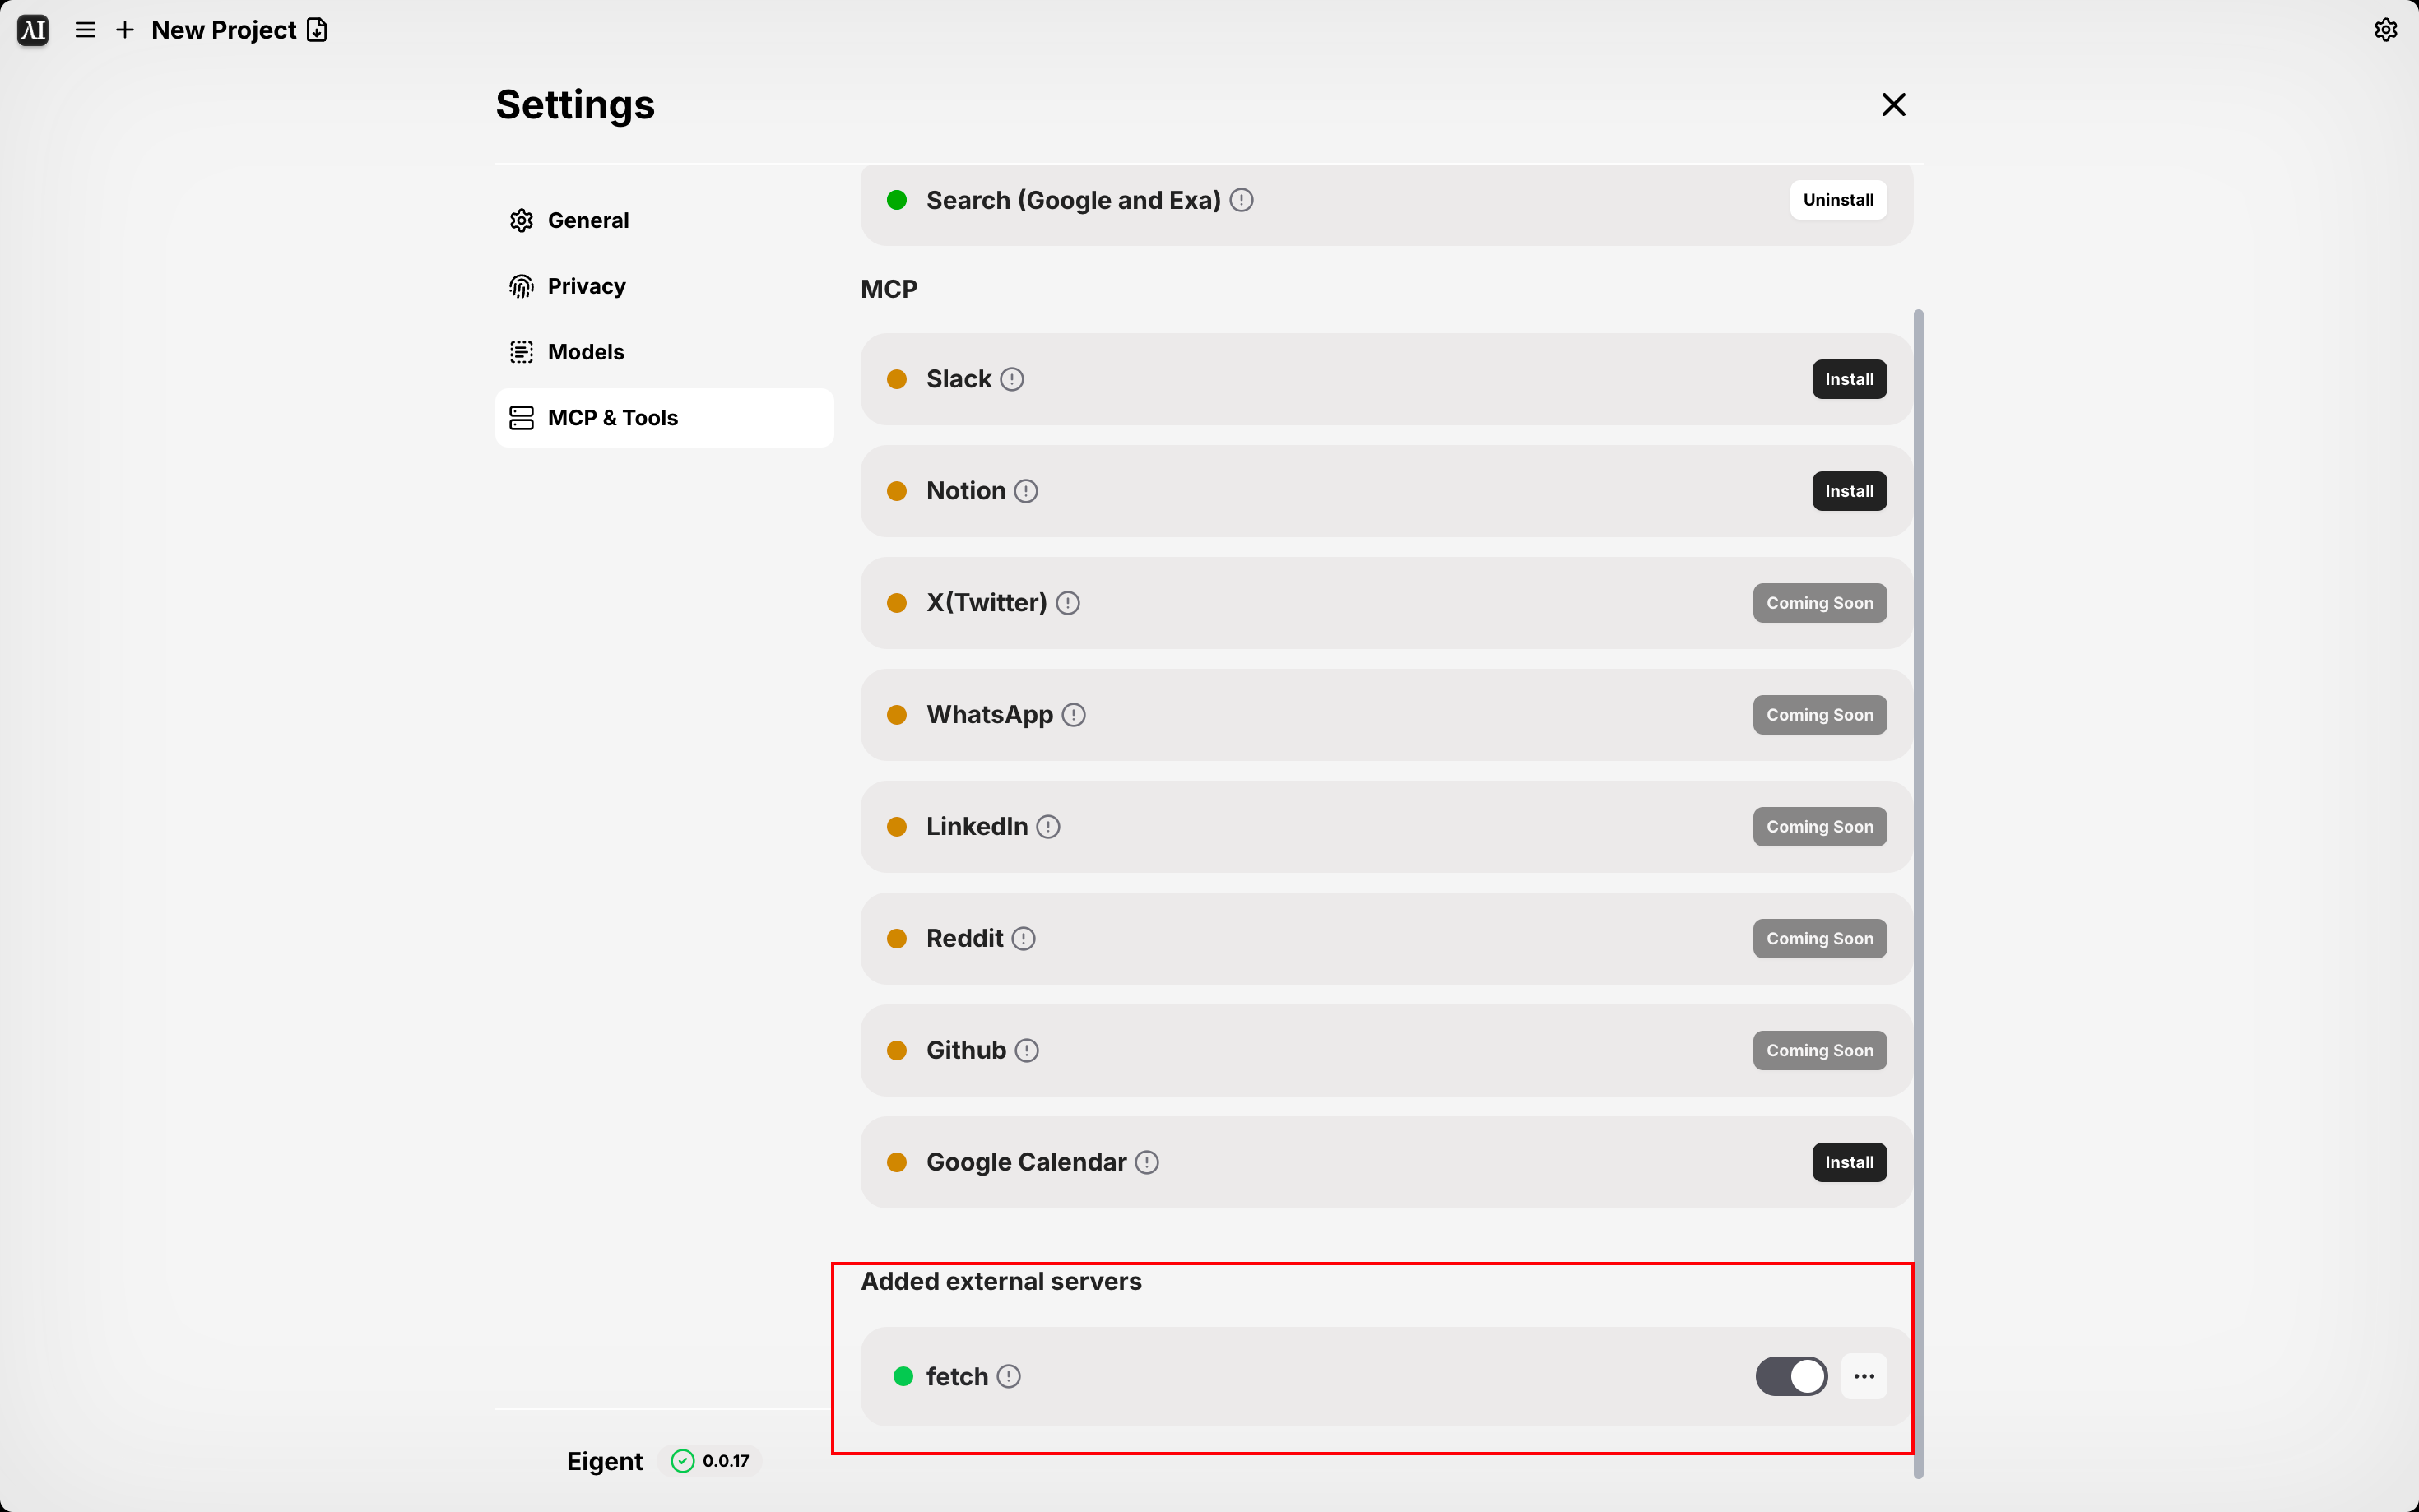 New Project
Settings
General
Privacy
Models
MCP & Tools
Search (Google and Exa)
Uninstall
MCP
Slack
Install
Notion
Install
X(Twitter)
Coming Soon
WhatsApp
Coming Soon
LinkedIn
Coming Soon
Reddit
Coming Soon
Github
Coming Soon
Google Calendar
Install
Added external servers
fetch
Eigent
0.0.17